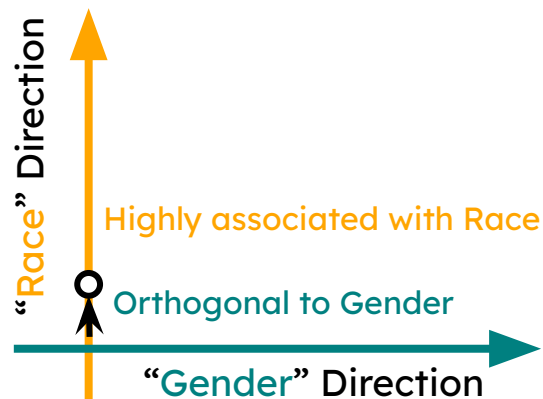 “Race” Direction
Highly associated with Race
Orthogonal to Gender
“Gender” Direction